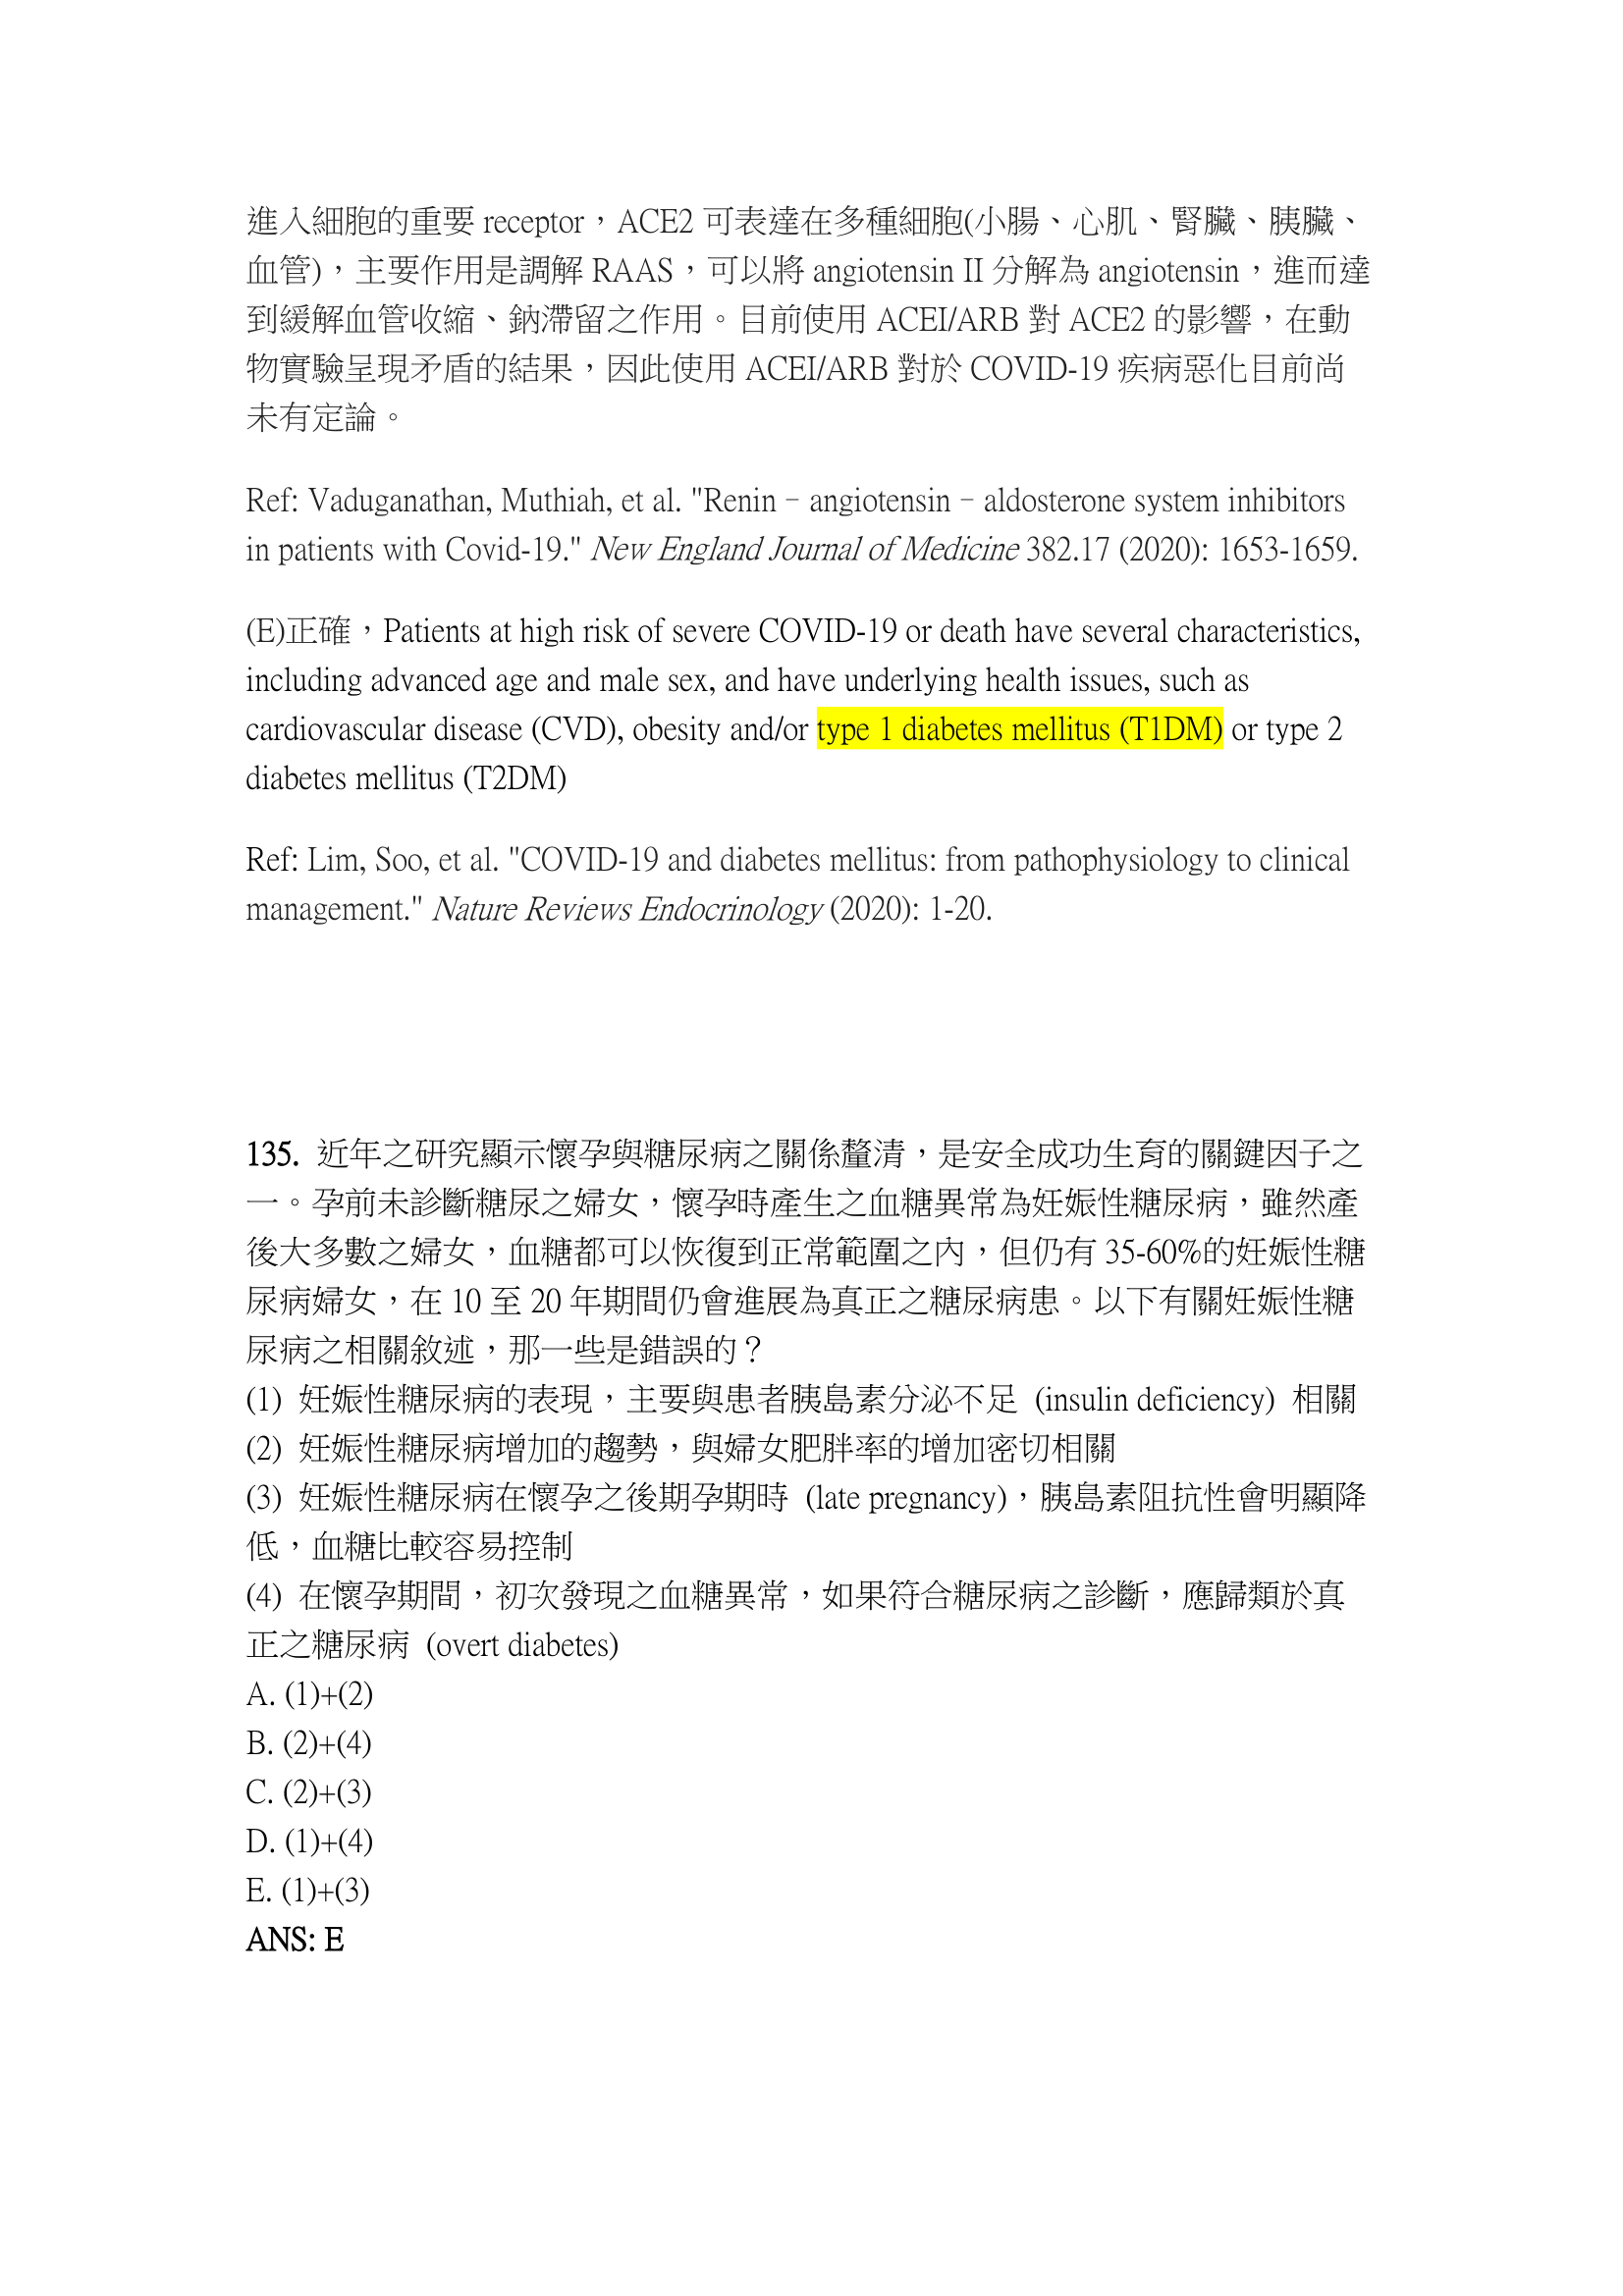 進入細胞的重要 receptor，ACE2 可表達在多種細胞(小腸、心肌、腎臟、胰臟、
血管)，主要作用是調解 RAAS，可以將 angiotensin II 分解為 angiotensin，進而達
到緩解血管收縮、鈉滯留之作用。目前使用 ACEI/ARB 對 ACE2 的影響，在動
物實驗呈現矛盾的結果，因此使用 ACEI/ARB 對於 COVID-19 疾病惡化目前尚
未有定論。
Ref: Vaduganathan, Muthiah, et al. "Renin–angiotensin–aldosterone system inhibitors
in patients with Covid-19." New England Journal of Medicine 382.17 (2020): 1653-1659.
(E)正確，Patients at high risk of severe COVID-19 or death have several characteristics,
including advanced age and male sex, and have underlying health issues, such as
cardiovascular disease (CVD), obesity and/or type 1 diabetes mellitus (T1DM) or type 2
diabetes mellitus (T2DM)
Ref: Lim, Soo, et al. "COVID-19 and diabetes mellitus: from pathophysiology to clinical
management." Nature Reviews Endocrinology (2020): 1-20.
135. 近年之研究顯示懷孕與糖尿病之關係釐清，是安全成功生育的關鍵因子之
一。孕前未診斷糖尿之婦女，懷孕時產生之血糖異常為妊娠性糖尿病，雖然產
後大多數之婦女，血糖都可以恢復到正常範圍之內，但仍有 35-60%的妊娠性糖
尿病婦女，在 10 至 20 年期間仍會進展為真正之糖尿病患。以下有關妊娠性糖
尿病之相關敘述，那一些是錯誤的？
(1) 妊娠性糖尿病的表現，主要與患者胰島素分泌不足 (insulin deficiency) 相關
(2) 妊娠性糖尿病增加的趨勢，與婦女肥胖率的增加密切相關
(3) 妊娠性糖尿病在懷孕之後期孕期時 (late pregnancy)，胰島素阻抗性會明顯降
低，血糖比較容易控制
(4) 在懷孕期間，初次發現之血糖異常，如果符合糖尿病之診斷，應歸類於真
正之糖尿病 (overt diabetes)
A. (1)+(2)
B. (2)+(4)
C. (2)+(3)
D. (1)+(4)
E. (1)+(3)
ANS: E